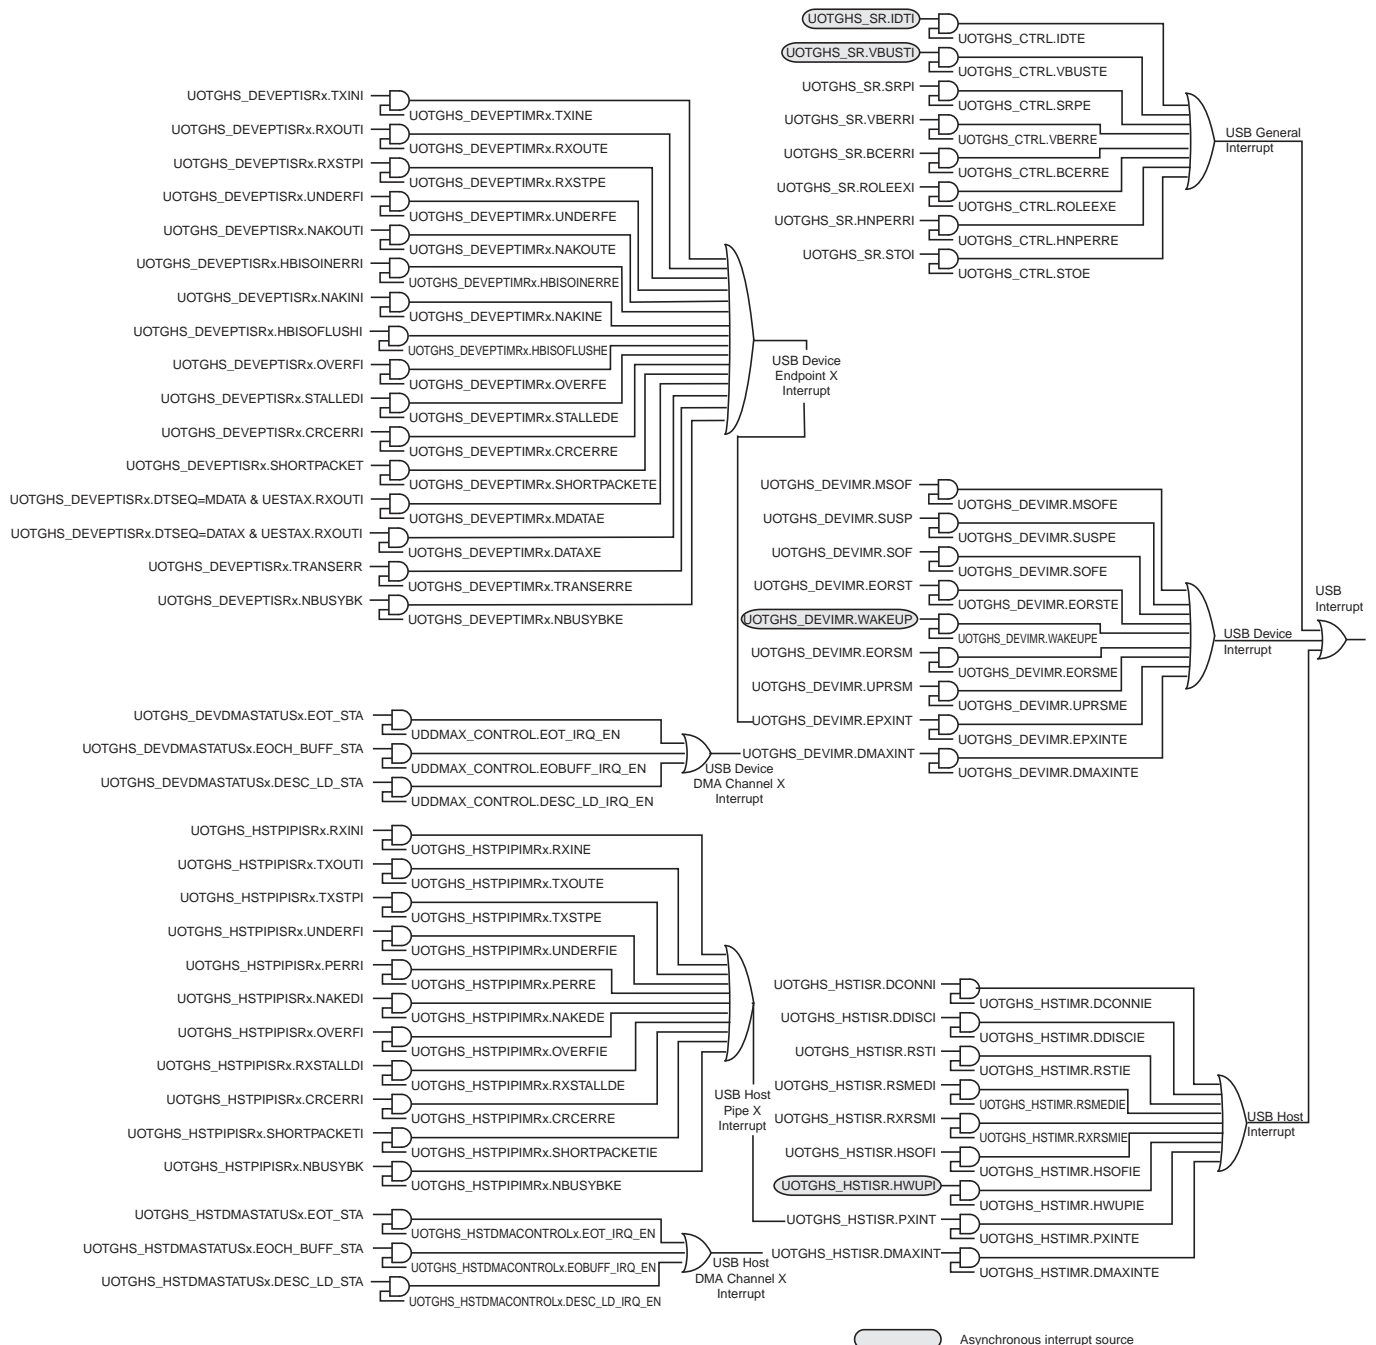 UOTGHS_SR.IDTI
UOTGHS_CTRL.IDTE
UOTGHS_SR.VBUSTI
UOTGHS_CTRL.VBUSTE
UOTGHS_SR.SRPI
UOTGHS_CTRL.SRPE
UOTGHS_SR.VBERRI
UOTGHS_CTRL.VBERRE
UOTGHS_SR.BCERRI
UOTGHS_CTRL.BCERRE
UOTGHS_SR.ROLEEXI
UOTGHS_CTRL.ROLEEXE
UOTGHS_SR.HNPERRI
UOTGHS_CTRL.HNPERRE
UOTGHS_SR.STOI
UOTGHS_CTRL.STOE
USB General
Interrupt
UOTGHS_DEVEPTISRx.TXINI
UOTGHS_DEVEPTIMRx.TXINE
UOTGHS_DEVEPTISRx.RXOUTI
UOTGHS_DEVEPTIMRx.RXOUTE
UOTGHS_DEVEPTISRx.RXSTPI
UOTGHS_DEVEPTIMRx.RXSTPE
UOTGHS_DEVEPTISRx.UNDERFI
UOTGHS_DEVEPTIMRx.UNDERFE
UOTGHS_DEVEPTISRx.NAKOUTI
UOTGHS_DEVEPTIMRx.NAKOUTE
UOTGHS_DEVEPTISRx.HBISOINERRI
UOTGHS_DEVEPTIMRx.HBISOINERRE
UOTGHS_DEVEPTISRx.NAKINI
UOTGHS_DEVEPTIMRx.NAKINE
UOTGHS_DEVEPTISRx.HBISOFLUSHI
UOTGHS_DEVEPTIMRx.HBISOFLUSHE
UOTGHS_DEVEPTISRx.OVERFI
UOTGHS_DEVEPTIMRx.OVERFE
UOTGHS_DEVEPTISRx.STALLEDI
UOTGHS_DEVEPTIMRx.STALLEDE
UOTGHS_DEVEPTISRx.CRCERRI
UOTGHS_DEVEPTIMRx.CRCERRE
UOTGHS_DEVEPTISRx.SHORTPACKET
UOTGHS_DEVEPTIMRx.SHORTPACKETE
UOTGHS_DEVEPTISRx.DTSEQ=MDATA & UESTAX.RXOUTI
UOTGHS_DEVEPTIMRx.MDATAE
UOTGHS_DEVEPTISRx.DTSEQ=DATAX & UESTAX.RXOUTI
UOTGHS_DEVEPTIMRx.DATAXE
UOTGHS_DEVEPTISRx.TRANSERR
UOTGHS_DEVEPTIMRx.TRANSERRE
UOTGHS_DEVEPTISRx.NBUSYBK
UOTGHS_DEVEPTIMRx.NBUSYBKE
USB Device
Endpoint X
Interrupt
UOTGHS_DEVIMR.MSOF
UOTGHS_DEVIMR.MSOFE
UOTGHS_DEVIMR.SUSP
UOTGHS_DEVIMR.SUSPE
UOTGHS_DEVIMR.SOF
UOTGHS_DEVIMR.SOFE
UOTGHS_DEVIMR.EORST
UOTGHS_DEVIMR.EORSTE
UOTGHS_DEVIMR.WAKEUP
UOTGHS_DEVIMR.WAKEUPE
UOTGHS_DEVIMR.EORSM
UOTGHS_DEVIMR.EORSME
UOTGHS_DEVIMR.UPRSM
UOTGHS_DEVIMR.UPRSME
UOTGHS_DEVIMR.EPXINT
UOTGHS_DEVIMR.EPXINTE
UOTGHS_DEVIMR.DMAXINT
UOTGHS_DEVIMR.DMAXINTE
USB Device
Interrupt
USB
Interrupt
UOTGHS_DEVDMASTATUSx.EOT_STA
UDDMAX_CONTROL.EOT_IRQ_EN
UOTGHS_DEVDMASTATUSx.EOCH_BUFF_STA
UDDMAX_CONTROL.EOBUFF_IRQ_EN
UOTGHS_DEVDMASTATUSx.DESC_LD_STA
UDDMAX_CONTROL.DESC_LD_IRQ_EN
USB Device
DMA Channel X
Interrupt
UOTGHS_HSTPIPISRx.RXINI
UOTGHS_HSTPIPIMRx.RXINE
UOTGHS_HSTPIPISRx.TXOUTI
UOTGHS_HSTPIPIMRx.TXOUTE
UOTGHS_HSTPIPISRx.TXSTPI
UOTGHS_HSTPIPIMRx.TXSTPE
UOTGHS_HSTPIPISRx.UNDERFI
UOTGHS_HSTPIPIMRx.UNDERFIE
UOTGHS_HSTPIPISRx.PERRI
UOTGHS_HSTPIPIMRx.PERRE
UOTGHS_HSTPIPISRx.NAKEDI
UOTGHS_HSTPIPIMRx.NAKEDE
UOTGHS_HSTPIPISRx.OVERFI
UOTGHS_HSTPIPIMRx.OVERFIE
UOTGHS_HSTPIPISRx.RXSTALLDI
UOTGHS_HSTPIPIMRx.RXSTALLDE
UOTGHS_HSTPIPISRx.CRCERRI
UOTGHS_HSTPIPIMRx.CRCERRE
UOTGHS_HSTPIPISRx.SHORTPACKETI
UOTGHS_HSTPIPIMRx.SHORTPACKETIE
UOTGHS_HSTPIPISRx.NBUSYBK
UOTGHS_HSTPIPIMRx.NBUSYBKE
USB Host
Pipe X
Interrupt
UOTGHS_HSTISR.DCONNI
UOTGHS_HSTIMR.DCONNIE
UOTGHS_HSTISR.DDISCI
UOTGHS_HSTIMR.DDISCIE
UOTGHS_HSTISR.RSTI
UOTGHS_HSTIMR.RSTIE
UOTGHS_HSTISR.RSMEDI
UOTGHS_HSTIMR.RSMEDIE
UOTGHS_HSTISR.RXRSMI
UOTGHS_HSTIMR.RXRSMIE
UOTGHS_HSTISR.HSOFI
UOTGHS_HSTIMR.HSOFIE
UOTGHS_HSTISR.HWUPI
UOTGHS_HSTIMR.HWUPIE
UOTGHS_HSTISR.PXINT
UOTGHS_HSTIMR.PXINTE
UOTGHS_HSTISR.DMAXINT
UOTGHS_HSTIMR.DMAXINTE
USB Host
Interrupt
UOTGHS_HSTDMASTATUSx.EOT_STA
UOTGHS_HSTDMACONTROLx.EOT_IRQ_EN
UOTGHS_HSTDMASTATUSx.EOCH_BUFF_STA
UOTGHS_HSTDMACONTROLx.EOBUFF_IRQ_EN
UOTGHS_HSTDMASTATUSx.DESC_LD_STA
UOTGHS_HSTDMACONTROLx.DESC_LD_IRQ_EN
USB Host
DMA Channel X
Interrupt
Asynchronous interrupt source